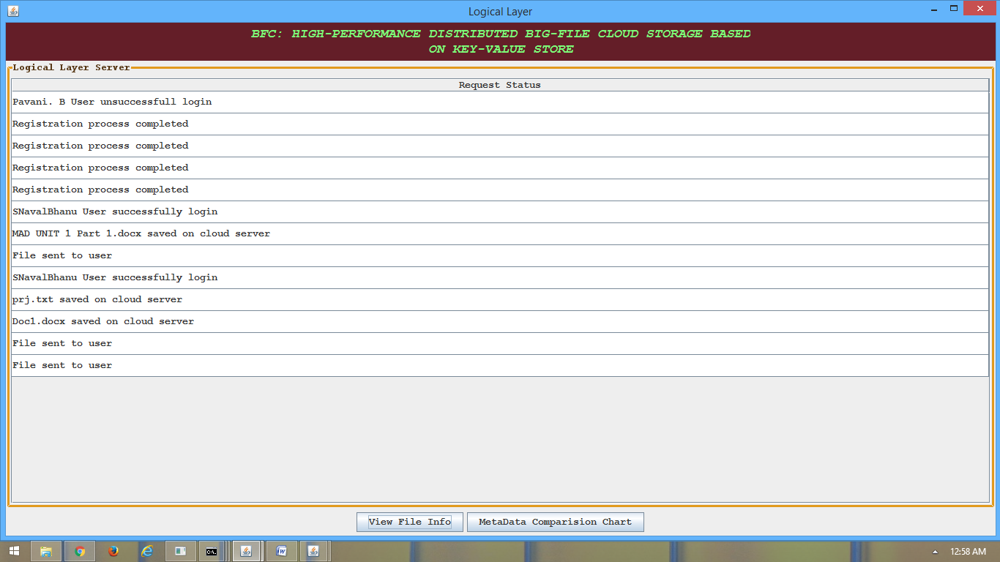 Logical Layer
BFC: HIGH-PERFORMANCE DISTRIBUTED BIG-FILE CLOUD STORAGE BASED
ON KEY-VALUE STORE
Logical Layer Server
Request Status
Pavani. B User unsuccessfull login
Registration process completed
Registration process completed
Registration process completed
Registration process completed
SNavalBhanu User successfully login
MAD UNIT 1 Part 1.docx saved on cloud server
File sent to user
SNavalBhanu User successfully login
prj.txt saved on cloud server
Doc1.docx saved on cloud server
File sent to user
File sent to user
View File Info MetaData Comparision Chart
12:58 AM